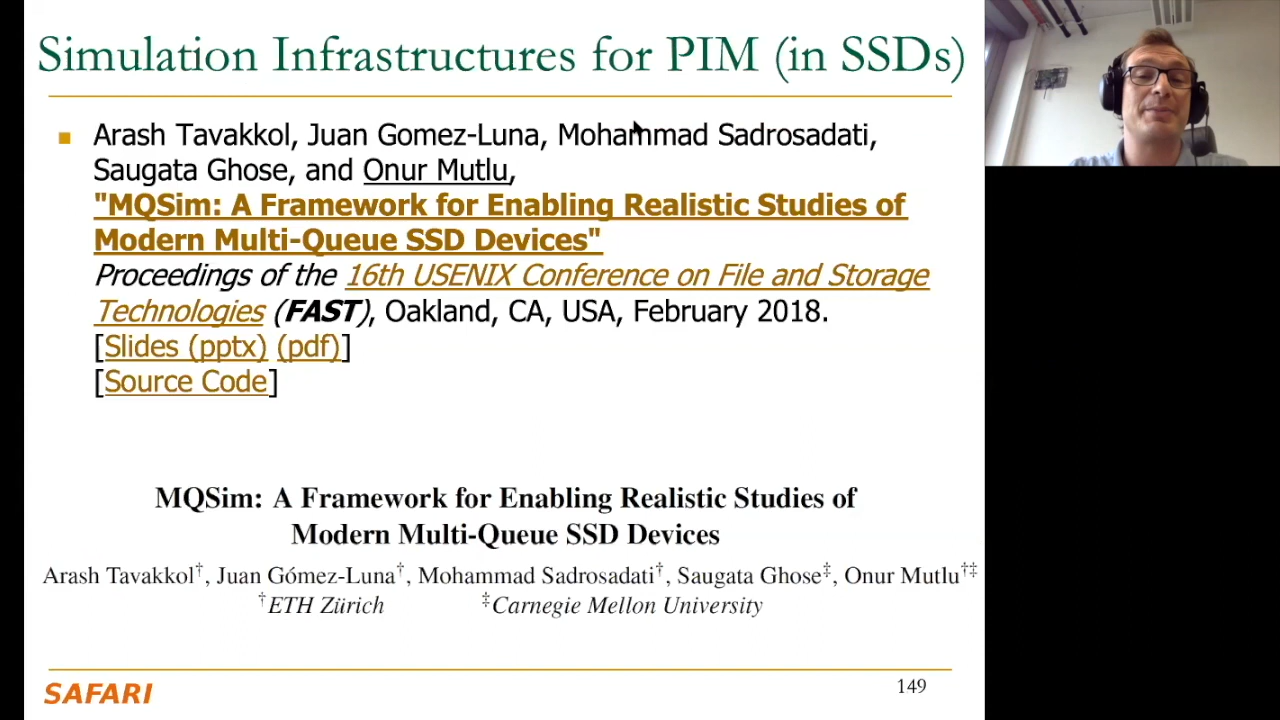 Simulation Infrastructures for PIM (in SSDs)
Arash Tavakkol, Juan Gomez-Luna, Mohammad Sadrosadati,
Saugata Ghose, and Onur Mutlu,
"MQSim: A Framework for Enabling Realistic Studies of
Modern Multi-Queue SSD Devices"
Proceedings of the 16th USENIX Conference on File and Storage
Technologies (FAST), Oakland, CA, USA, February 2018.
[Slides (pptx) (pdf)]
[Source Code]
MQSim: A Framework for Enabling Realistic Studies of
Modern Multi-Queue SSD Devices
Arash Tavakkol†, Juan Gómez-Luna†, Mohammad Sadrosadati†, Saugata Ghose‡, Onur Mutlu†‡
†ETH Zürich ‡Carnegie Mellon University
SAFARI
149